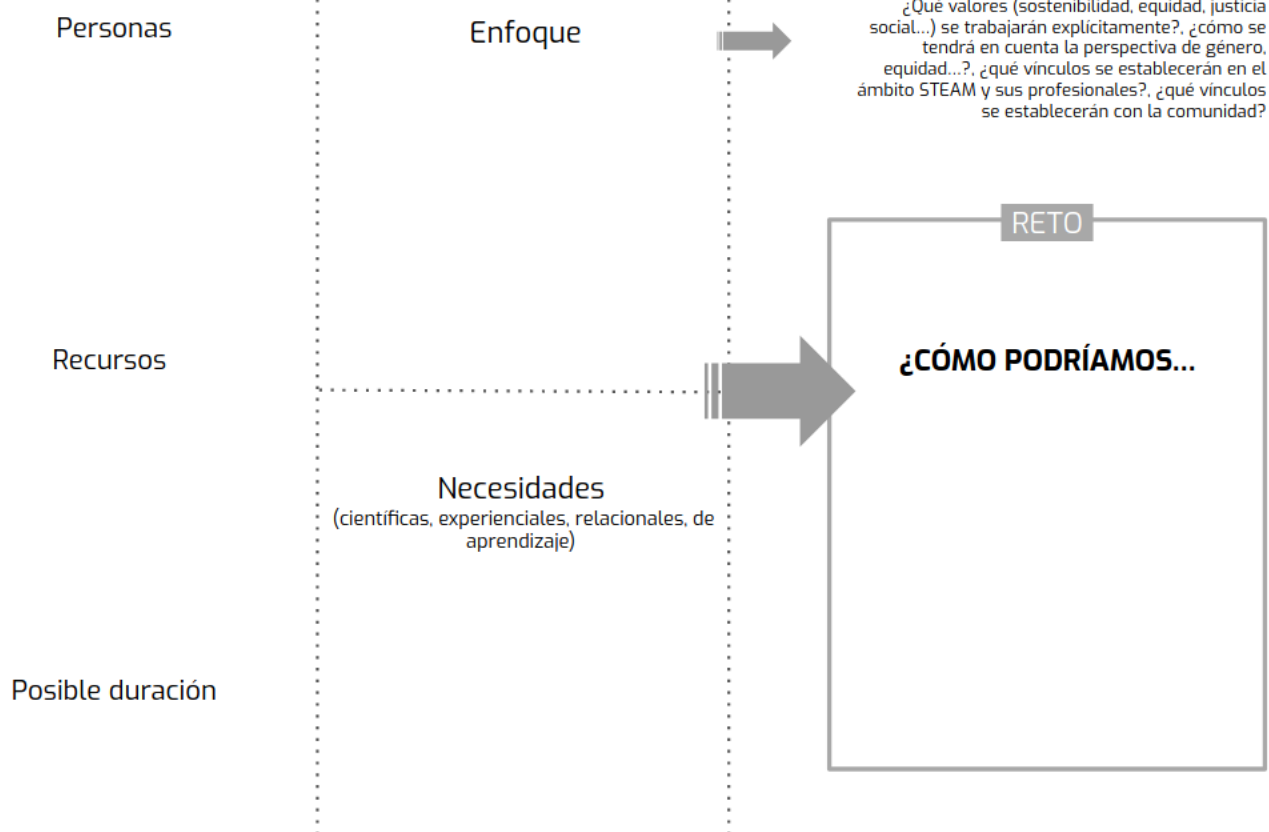 Personas
Enfoque
¿Qué valores (sostenibilidad, equidad, justicia
social...) se trabajarán explícitamente?, ¿cómo se
tendrá en cuenta la perspectiva de género,
equidad...?, ¿qué vínculos se establecerán en el
ámbito STEAM y sus profesionales?, ¿qué vínculos
se establecerán con la comunidad?
Recursos
Necesidades
(científicas, experienciales, relacionales, de
aprendizaje)
Posible duración
RETO
¿CÓMO PODRÍAMOS...